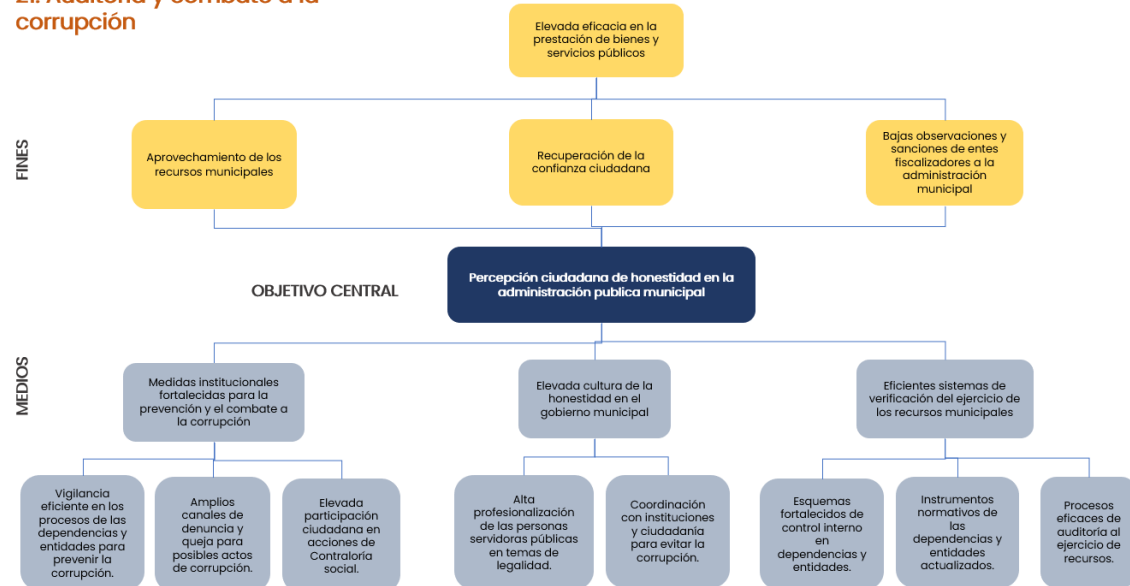 21. Auditoría y combate a la
corrupción
Elevada eficacia en la
prestación de bienes y
servicios públicos
FINES
Aprovechamiento de los
recursos municipales
Recuperación de la
confianza ciudadana
Bajas observaciones y
sanciones de entes
fiscalizadores a la
administración
municipal
OBJETIVO CENTRAL
Percepción ciudadana de honestidad en la
administración publica municipal
MEDIOS
Medidas institucionales
fortalecidas para la
prevención y el combate a
la corrupción
Elevada cultura de la
honestidad en el
gobierno municipal
Eficientes sistemas de
verificación del ejercicio de
los recursos municipales
Vigilancia
eficiente en los
procesos de las
dependencias y
entidades para
prevenir la
corrupción.
Amplios
canales de
denuncia y
queja para
posibles actos
de corrupción.
Elevada
participación
ciudadana en
acciones de
Contraloría
social.
Alta
profesionalización
de las personas
servidoras públicas
en temas de
legalidad.
Coordinación
con instituciones
y ciudadanía
para evitar la
corrupción.
Esquemas
fortalecidos de
control interno
en
dependencias y
entidades.
Instrumentos
normativos de
las
dependencias y
entidades
actualizados.
Procesos
eficaces de
auditoría al
ejercicio de
recursos.